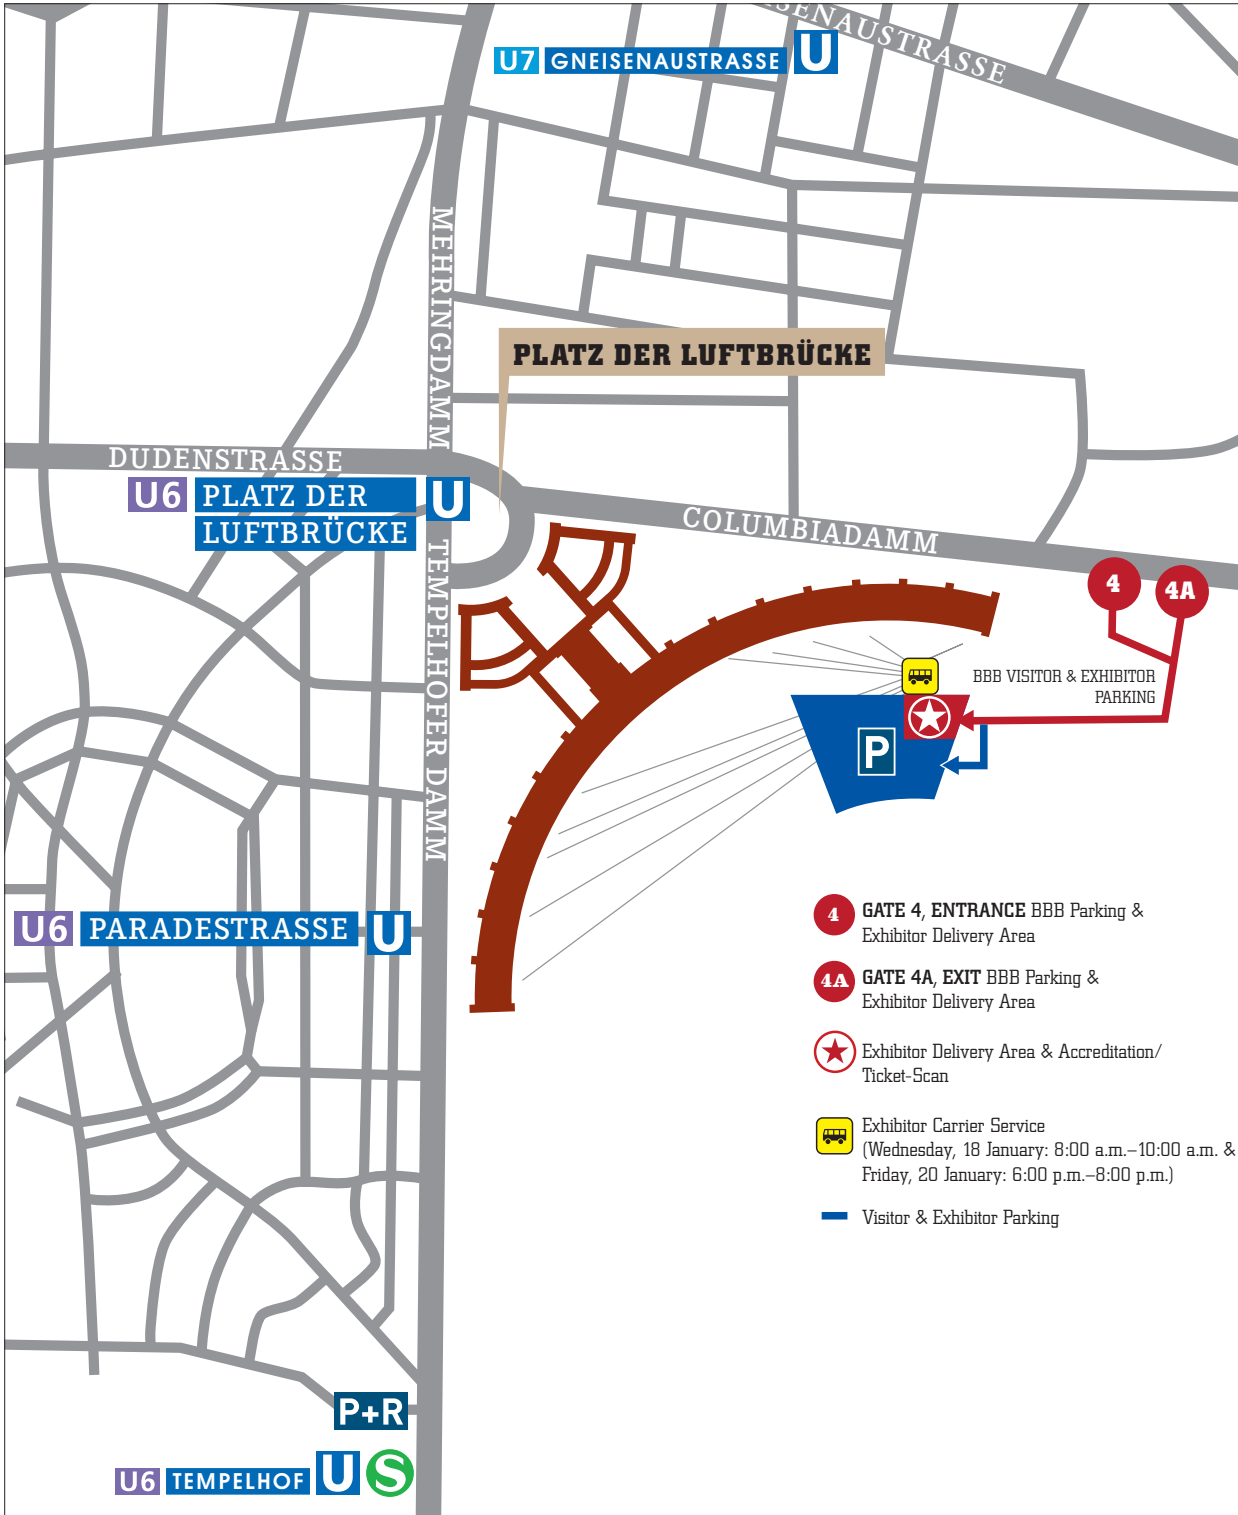 U7 GNEISENAUSTRASSE U
SENAUSTRASSE
MEHRINGDAMM
PLATZ DER LUFTBRÜCKE
DUDENSTRASSE
U6 PLATZ DER U
LUFTBRÜCKE
COLUMBIADAMM
TEMPELHOFER DAMM
4
4A
BBB VISITOR & EXHIBITOR
PARKING
P
U6 PARADESTRASSE U
4 GATE 4, ENTRANCE BBB Parking &
Exhibitor Delivery Area
4A GATE 4A, EXIT BBB Parking &
Exhibitor Delivery Area
Exhibitor Delivery Area & Accreditation/
Ticket-Scan
Exhibitor Carrier Service
(Wednesday, 18 January: 8:00 a.m.–10:00 a.m. &
Friday, 20 January: 6:00 p.m.–8:00 p.m.)
Visitor & Exhibitor Parking
P+R
U6 TEMPELHOF U S